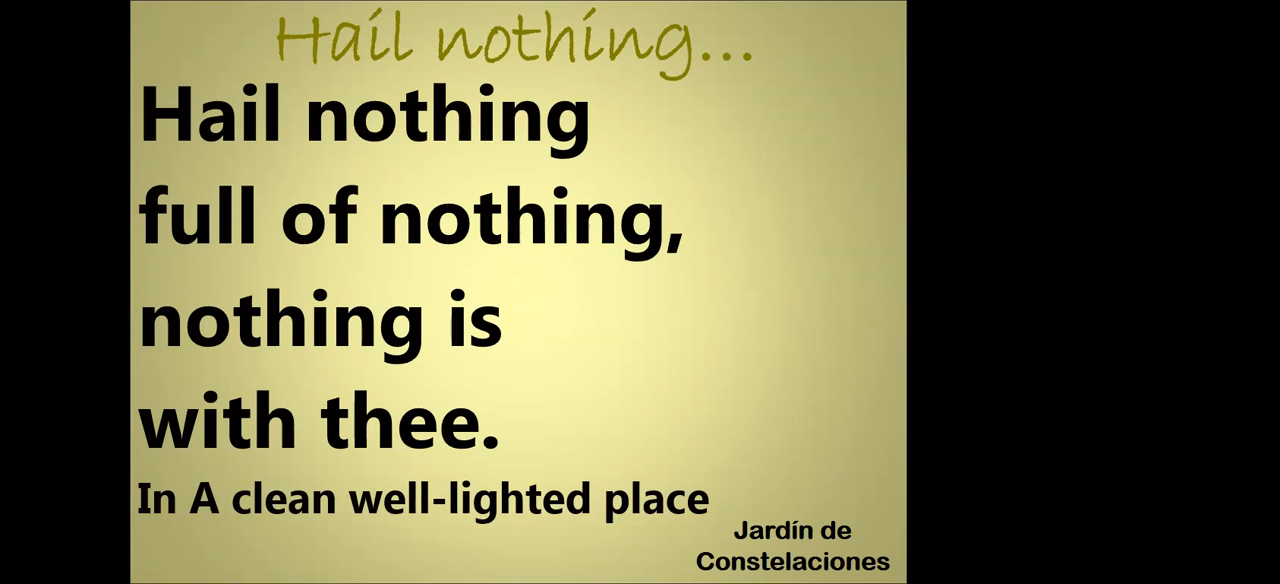 Hail nothing...
Hail nothing
full of nothing,
nothing is
with thee.
In A clean well-lighted place
Jardín de
Constelaciones